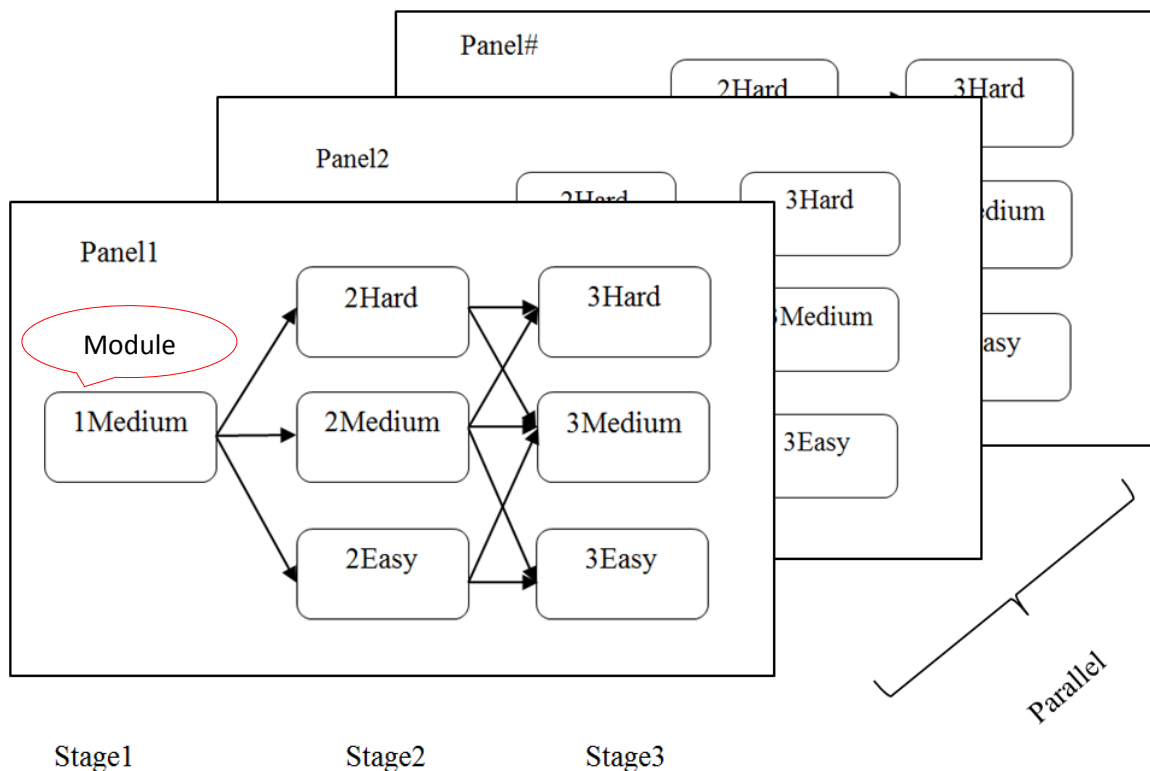 Panel#
2Hard
3Hard
Panel2
3Hard
Panel1
2Hard
3Hard
Module
1Medium
2Medium
3Medium
Medium
3Easy
2Easy
3Easy
Parallel
Stage1
Stage2
Stage3